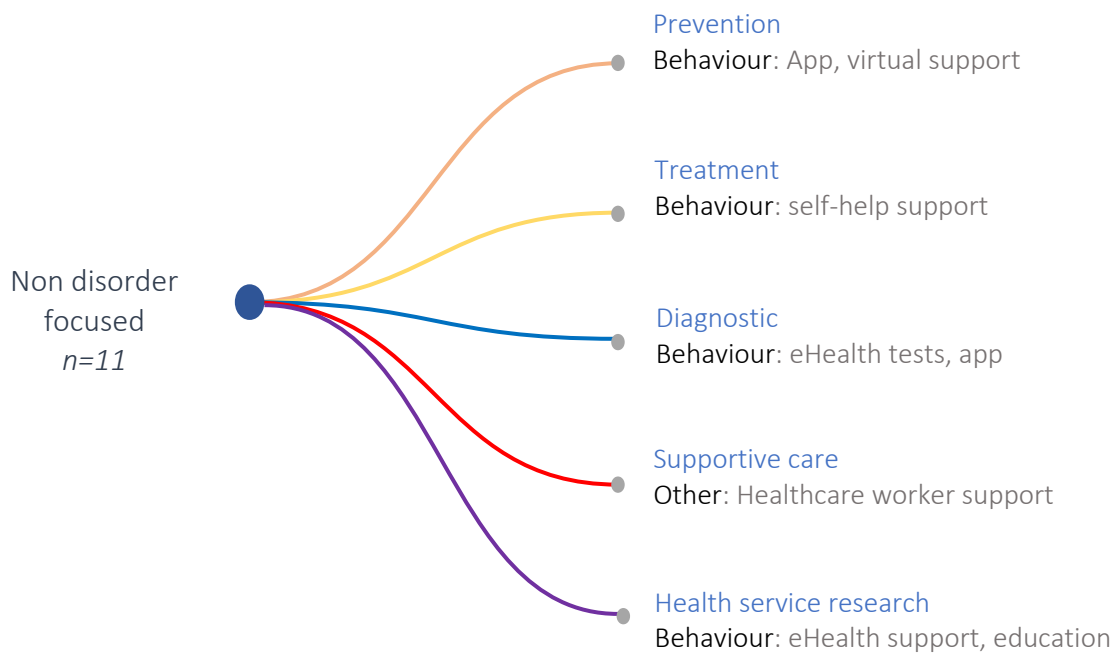 Prevention
Behaviour: App, virtual support
Treatment
Behaviour: self-help support
Non disorder
focused
n=11
Diagnostic
Behaviour: eHealth tests, app
Supportive care
Other: Healthcare worker support
Health service research
Behaviour: eHealth support, education